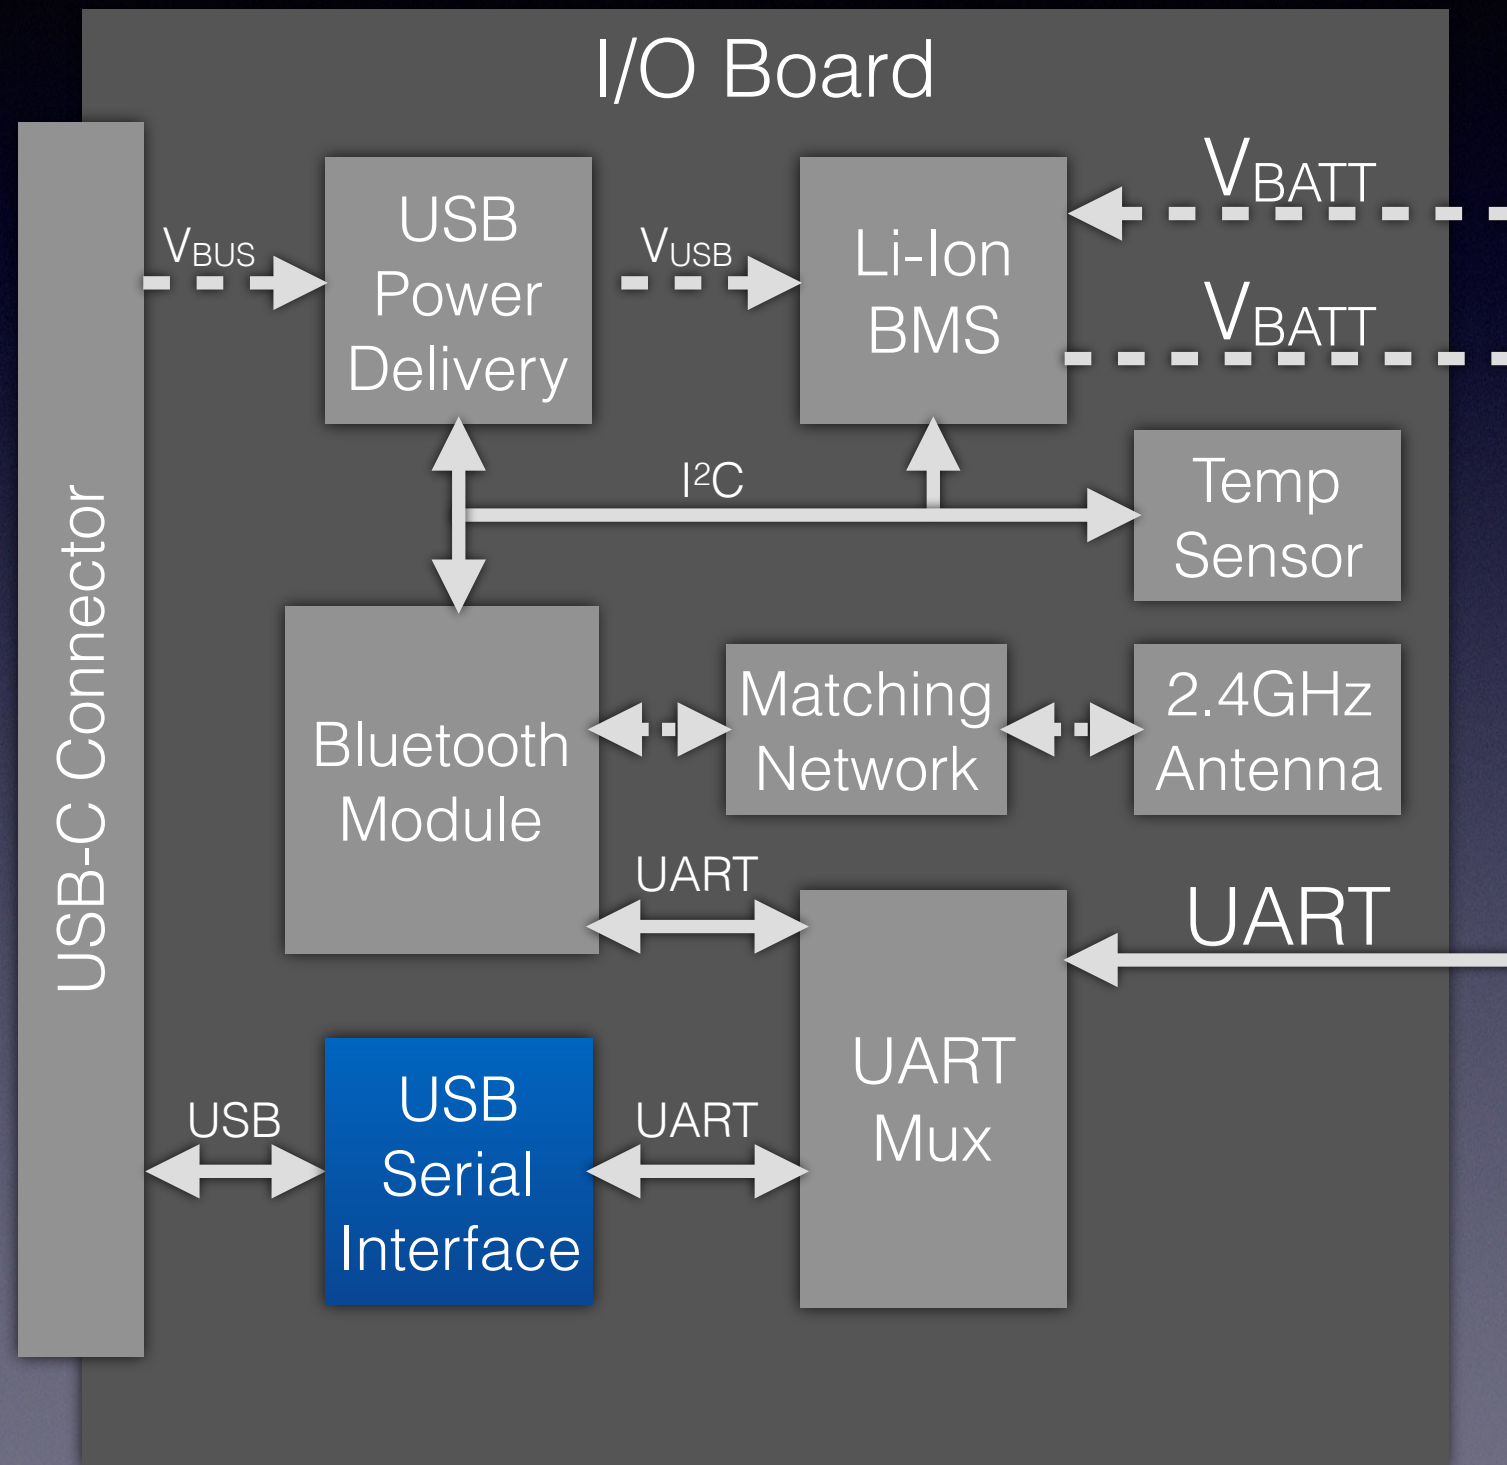 I/O Board
USB-C Connector
VBUS
USB
Power
Delivery
VUSB
Li-Ion
BMS
VBATT
VBATT
I²C
Temp
Sensor
Bluetooth
Module
Matching
Network
2.4GHz
Antenna
UART
UART
USB
USB
Serial
Interface
UART
UART
Mux